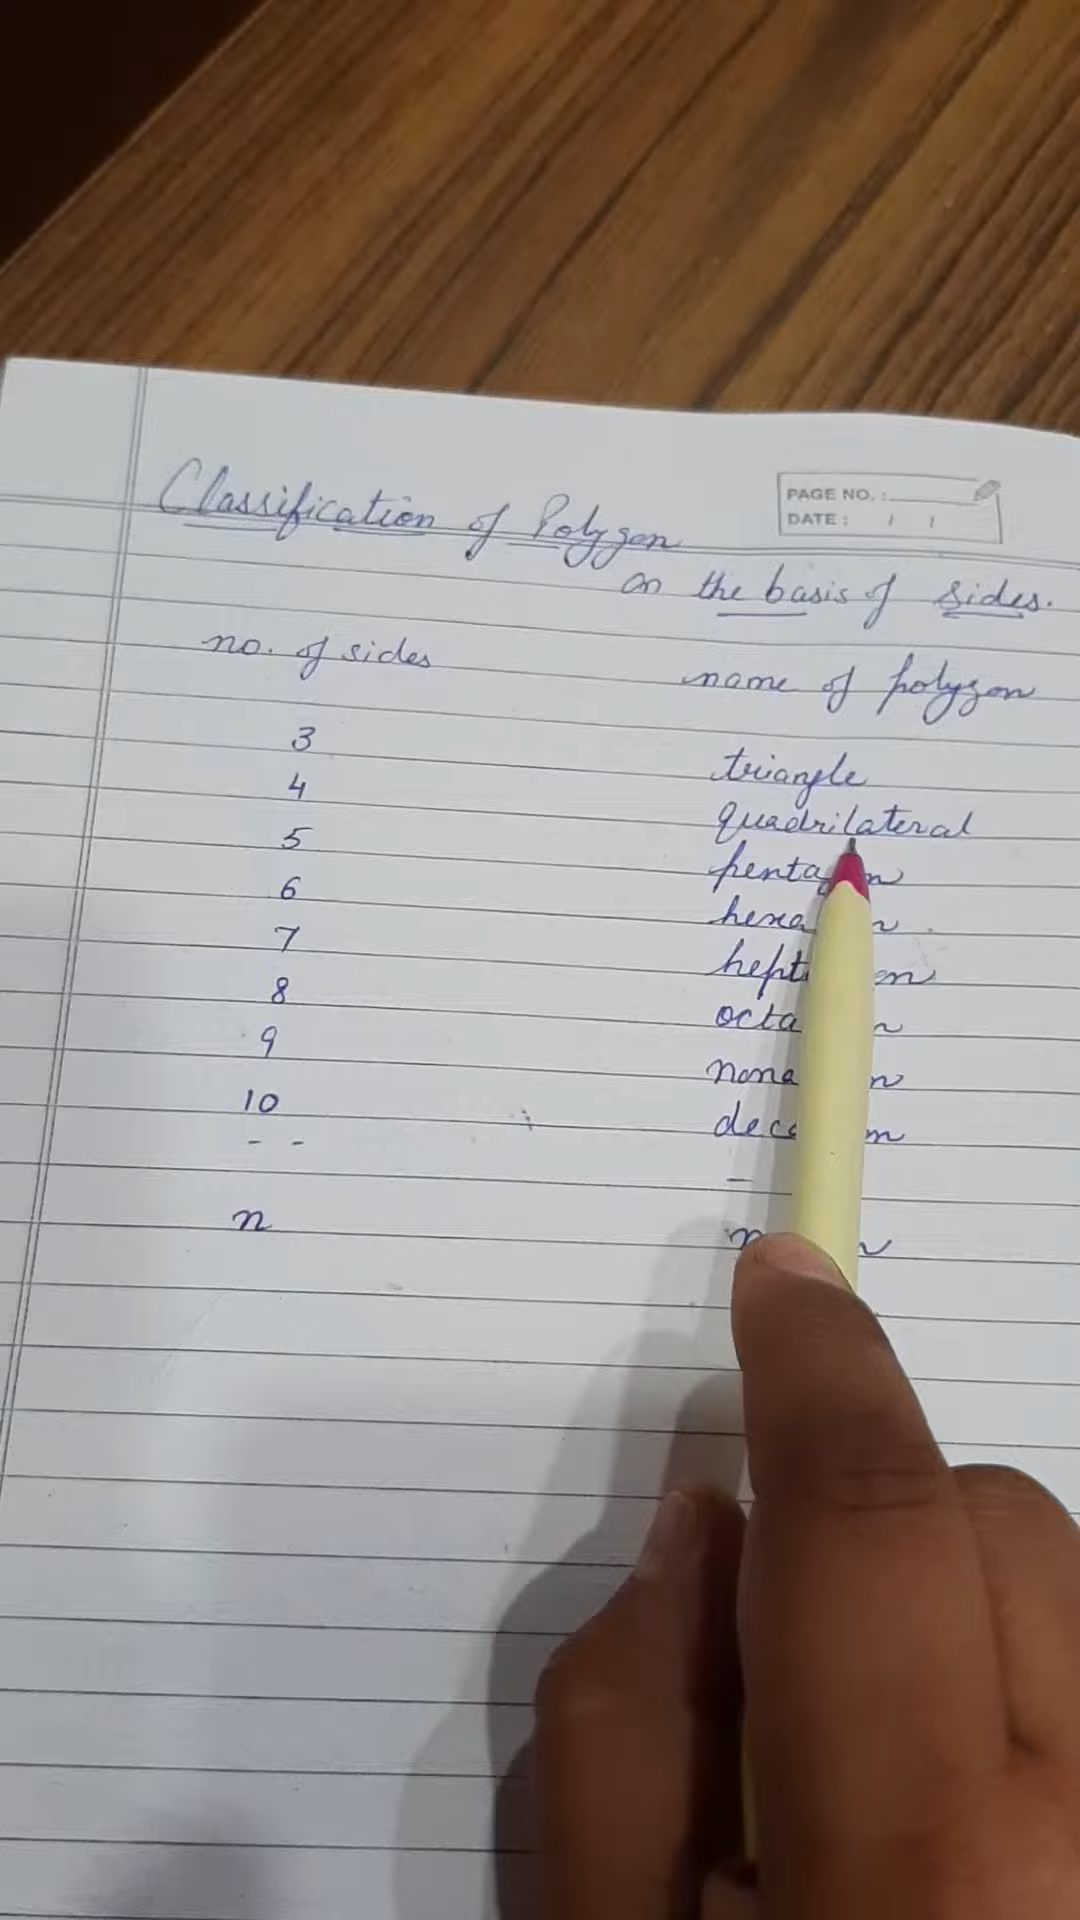 Classification of Polygon
PAGE NO. :
DATE : / /
on the basis of sides.
no. of sides name of polygon
3 triangle
4 quadrilateral
5
6
7
8
9
10
- - -
n